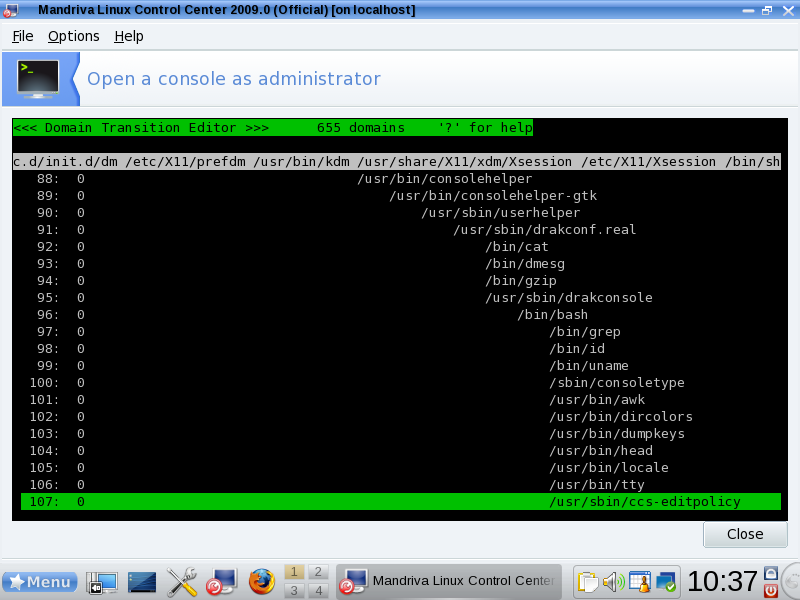 Mandriva Linux Control Center 2009.0 (Official) [on localhost]
File Options Help
>_
Open a console as administrator
<<< Domain Transition Editor >>>      655 domains    '?' for help
c.d/init.d/dm /etc/X11/prefdm /usr/bin/kdm /usr/share/X11/xdm/Xsession /etc/X11/Xsession /bin/sh
88: 0 /usr/bin/consolehelper
89: 0 /usr/bin/consolehelper-gtk
90: 0 /usr/sbin/userhelper
91: 0 /usr/sbin/drakconf.real
92: 0 /bin/cat
93: 0 /bin/dmesg
94: 0 /bin/gzip
95: 0 /usr/sbin/drakconsole
96: 0 /bin/bash
97: 0 /bin/grep
98: 0 /bin/id
99: 0 /bin/uname
100: 0 /sbin/consoletype
101: 0 /usr/bin/awk
102: 0 /usr/bin/dircolors
103: 0 /usr/bin/dumpkeys
104: 0 /usr/bin/head
105: 0 /usr/bin/locale
106: 0 /usr/bin/tty
107: 0 /usr/sbin/ccs-editpolicy
Close
Menu
1 2
3 4
Mandriva Linux Control Center
10:37